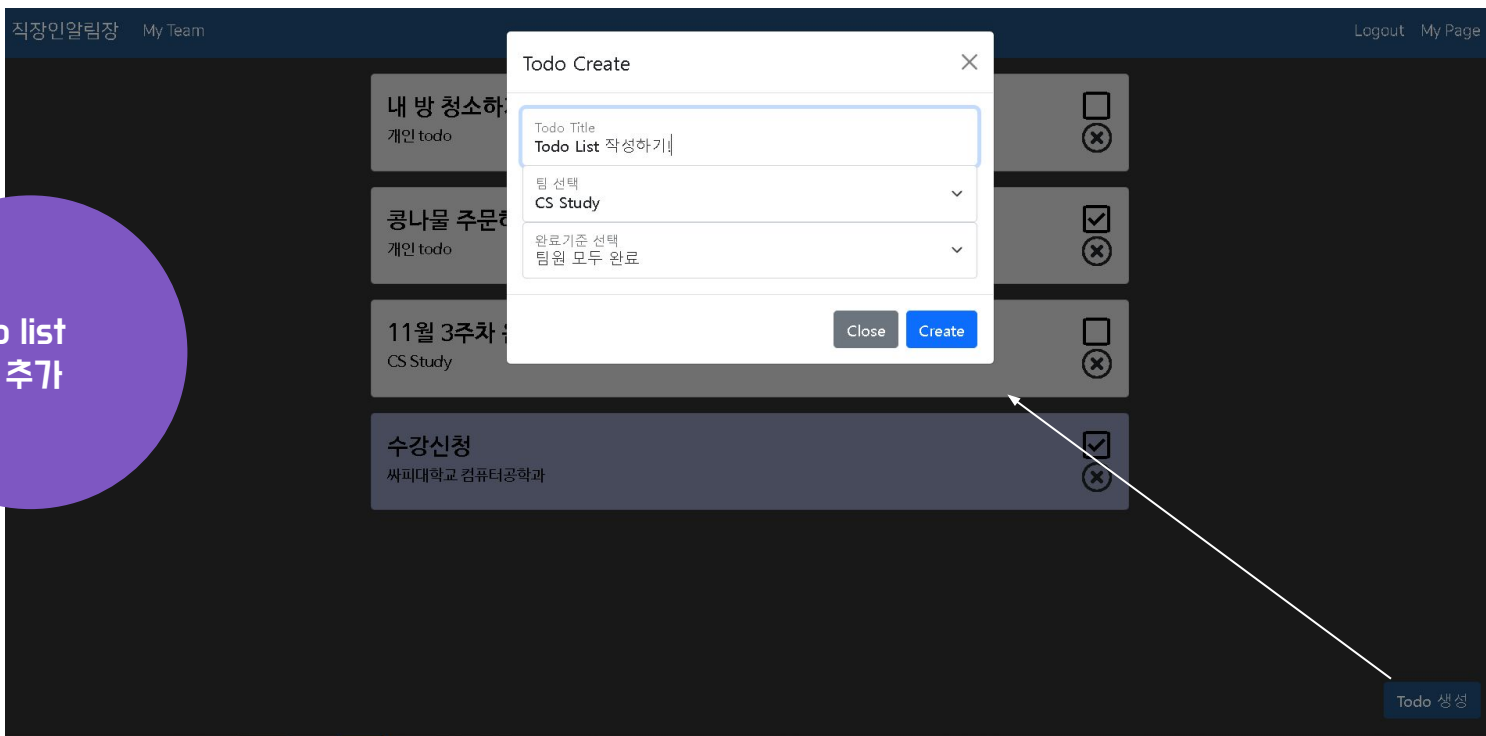 직장인알림장 My Team Logout My Page
Todo Create
Todo Title
Todo List 작성하기!
팀 선택
CS Study
완료기준 선택
팀원 모두 완료
Close Create
내 방 청소하
개인 todo
콩나물 주문
개인 todo
11월 3주차
CS Study
수강신청
싸피대학교 컴퓨터공학과
list
추가
Todo 생성